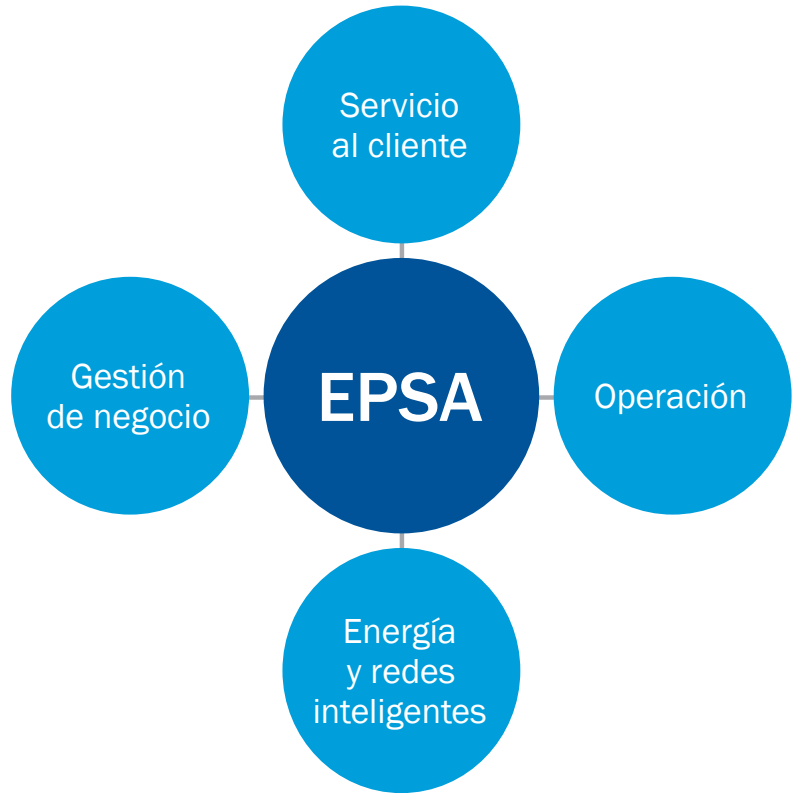 Servicio
al cliente
Gestión
de negocio
EPSA
Operación
Energía
y redes
inteligentes